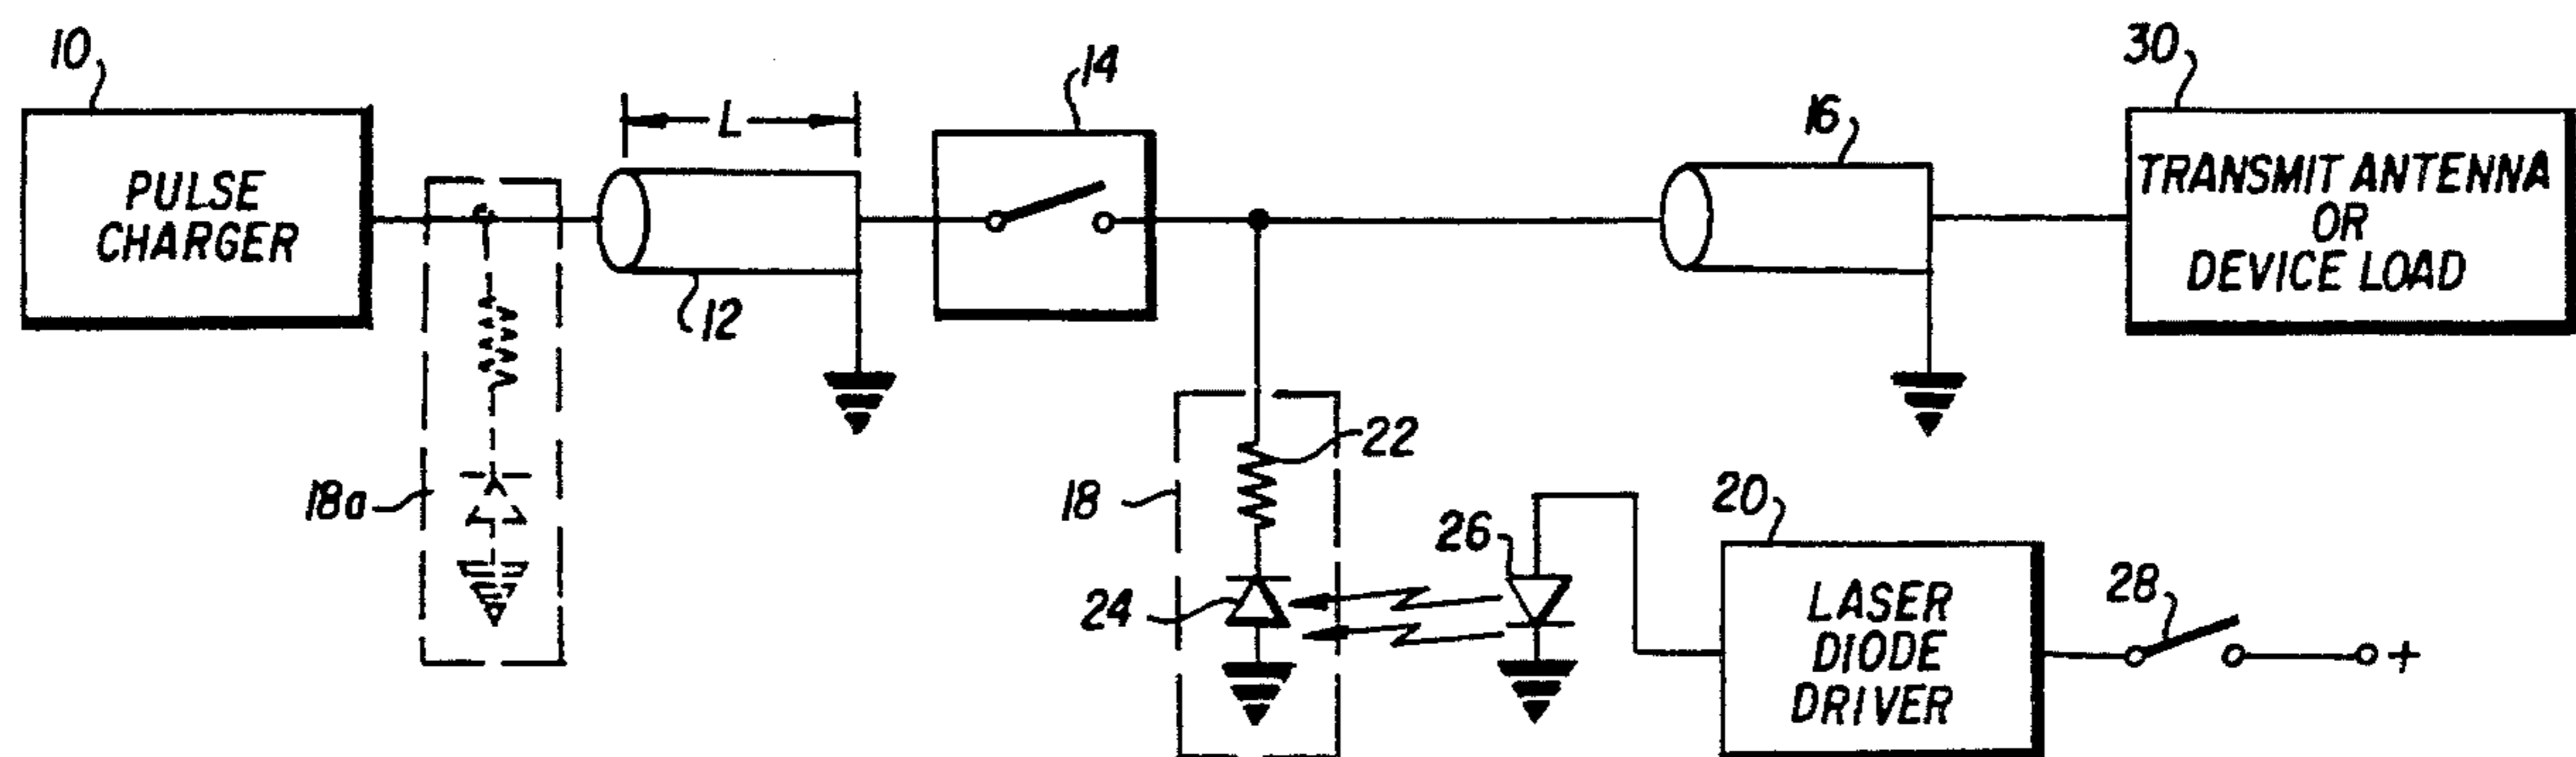 10
PULSE
CHARGER
18a
L
12
14
16
30
TRANSMIT ANTENNA
OR
DEVICE LOAD
18
22
24
26
20
LASER
DIODE
DRIVER
28
+